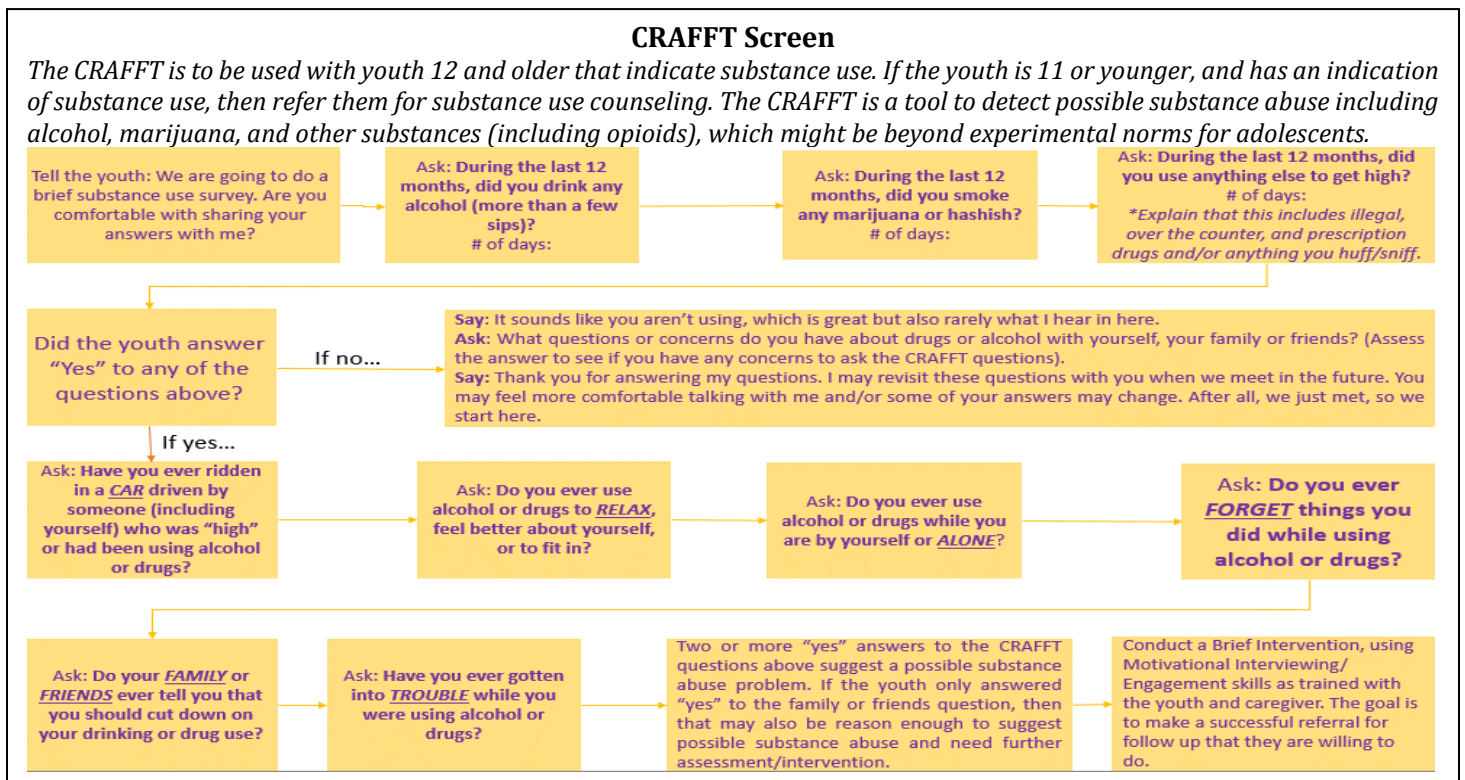 CRAFFT Screen
The CRAFFT is to be used with youth 12 and older that indicate substance use. If the youth is 11 or younger, and has an indication
of substance use, then refer them for substance use counseling. The CRAFFT is a tool to detect possible substance abuse including
alcohol, marijuana, and other substances (including opioids), which might be beyond experimental norms for adolescents.
Tell the youth: We are going to do a
brief substance use survey. Are you
comfortable with sharing your
answers with me?
Ask: During the last 12
months, did you drink any
alcohol (more than a few
sips)?
# of days:
Ask: During the last 12
months, did you smoke
any marijuana or hashish?
# of days:
Ask: During the last 12 months, did
you use anything else to get high?
# of days:
*Explain that this includes illegal,
over the counter, and prescription
drugs and/or anything you huff/sniff.
Did the youth answer
“Yes” to any of the
questions above?
If no...
Say: It sounds like you aren’t using, which is great but also rarely what I hear in here.
Ask: What questions or concerns do you have about drugs or alcohol with yourself, your family or friends? (Assess
the answer to see if you have any concerns to ask the CRAFFT questions).
Say: Thank you for answering my questions. I may revisit these questions with you when we meet in the future. You
may feel more comfortable talking with me and/or some of your answers may change. After all, we just met, so we
start here.
If yes...
Ask: Have you ever ridden
in a CAR driven by
someone (including
yourself) who was “high”
or had been using alcohol
or drugs?
Ask: Do you ever use
alcohol or drugs to RELAX,
feel better about yourself,
or to fit in?
Ask: Do you ever use
alcohol or drugs while you
are by yourself or ALONE?
Ask: Do you ever
FORGET things you
did while using
alcohol or drugs?
Ask: Do your FAMILY or
FRIENDS ever tell you that
you should cut down on
your drinking or drug use?
Ask: Have you ever gotten
into TROUBLE while you
were using alcohol or
drugs?
Two or more “yes” answers to the CRAFFT
questions above suggest a possible substance
abuse problem. If the youth only answered
“yes” to the family or friends question, then
that may also be reason enough to suggest
possible substance abuse and need further
assessment/intervention.
Conduct a Brief Intervention, using
Motivational Interviewing/
Engagement skills as trained with
the youth and caregiver. The goal is
to make a successful referral for
follow up that they are willing to
do.